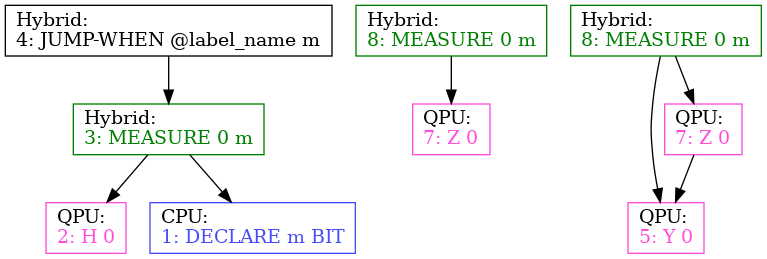 Hybrid:
4: JUMP-WHEN @label_name m
Hybrid:
8: MEASURE 0 m
Hybrid:
8: MEASURE 0 m
Hybrid:
3: MEASURE 0 m
QPU:
7: Z 0
QPU:
7: Z 0
QPU:
2: H 0
CPU:
1: DECLARE m BIT
QPU:
5: Y 0